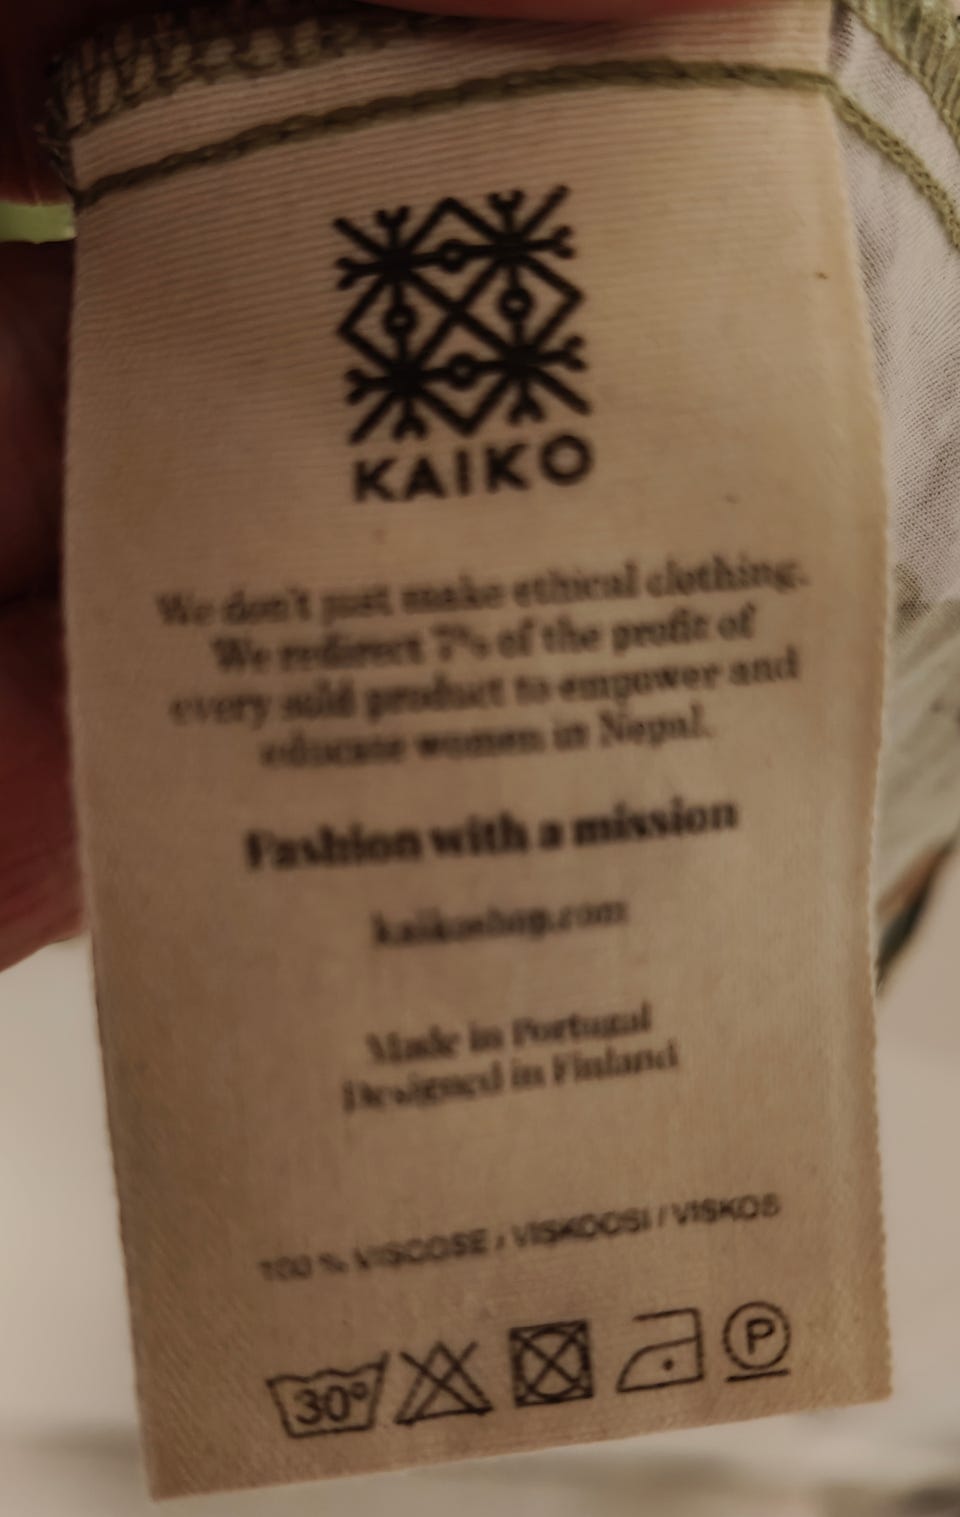 KAIKO
We don't just make ethical clothing.
We redirect 7% of the profit of
every sold product to empower and
educate women in Nepal.
Fashion with a mission
kaikoshop.com
Made in Portugal
Designed in Finland
100 % VISCOSE / VISKOOSI / VISKOS
30° P